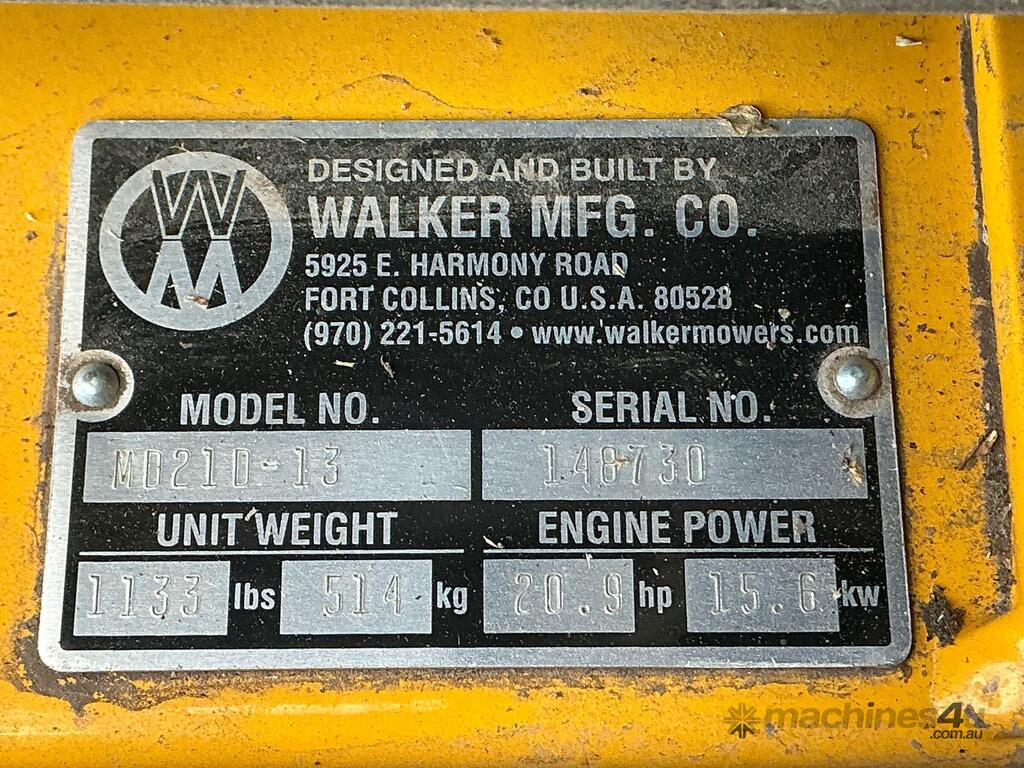 WM
DESIGNED AND BUILT BY
WALKER MFG. CO.
5925 E. HARMONY ROAD
FORT COLLINS, CO U.S.A. 80528
(970) 221-5614 • www.walkermowers.com
MODEL NO. SERIAL NO.
MD21D-13 148730
UNIT WEIGHT ENGINE POWER
1133 lbs 514 kg 20.9 hp 15.6 kw
machines4u
.com.au